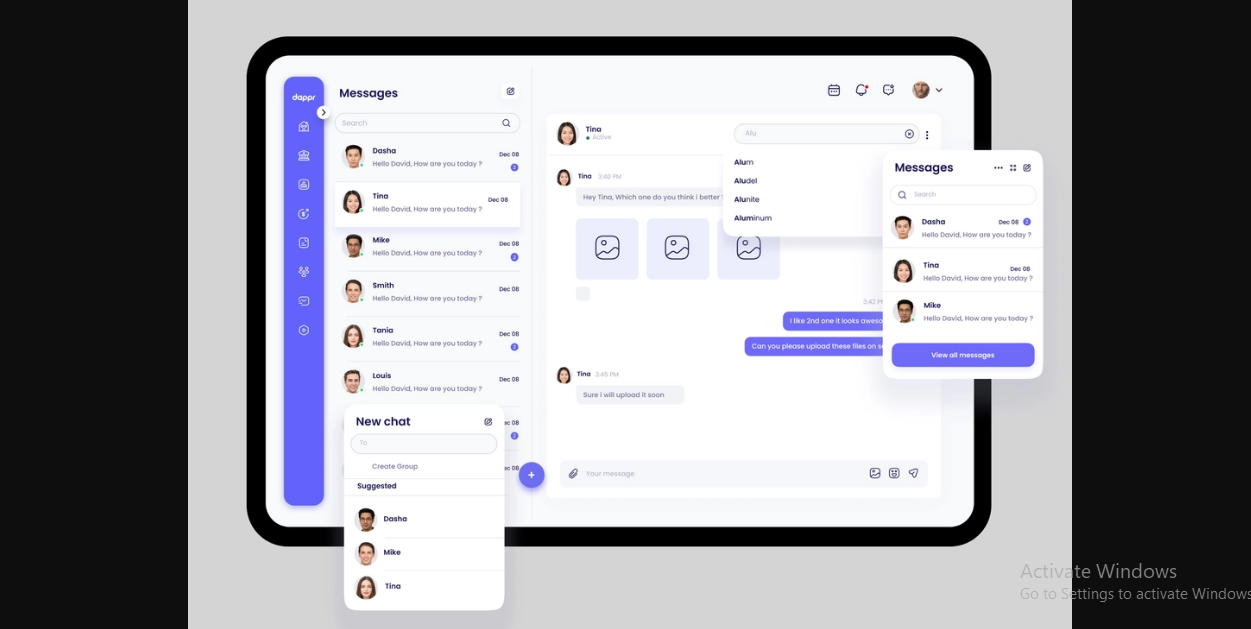 dappr
Messages
Search
Dasha
Dec 08
Hello David, How are you today ?
2
Tina
Dec 08
Hello David, How are you today ?
Mike
Dec 08
Hello David, How are you today ?
2
Smith
Dec 08
Hello David, How are you today ?
Tania
Dec 08
Hello David, How are you today ?
2
Louis
Dec 08
Hello David, How are you today ?
08
2
08
New chat
To
Create Group
Suggested
Dasha
Mike
Tina
+
Tina
Active
Alu
Alum
Aludel
Alunite
Aluminum
Tina 3:40 PM
Hey Tina, Which one do you think i better
3:42
I like 2nd one it looks
Can you please upload these files on
Tina 3:45 PM
Sure i will upload it soon
Your message
Messages
Search
Dasha
Dec 08 2
Hello David, How are you today ?
Tina
Dec 08
Hello David, How are you today ?
Mike
Hello David, How are you today ?
View all messages
Activate Windows
Go to Settings to activate Windows